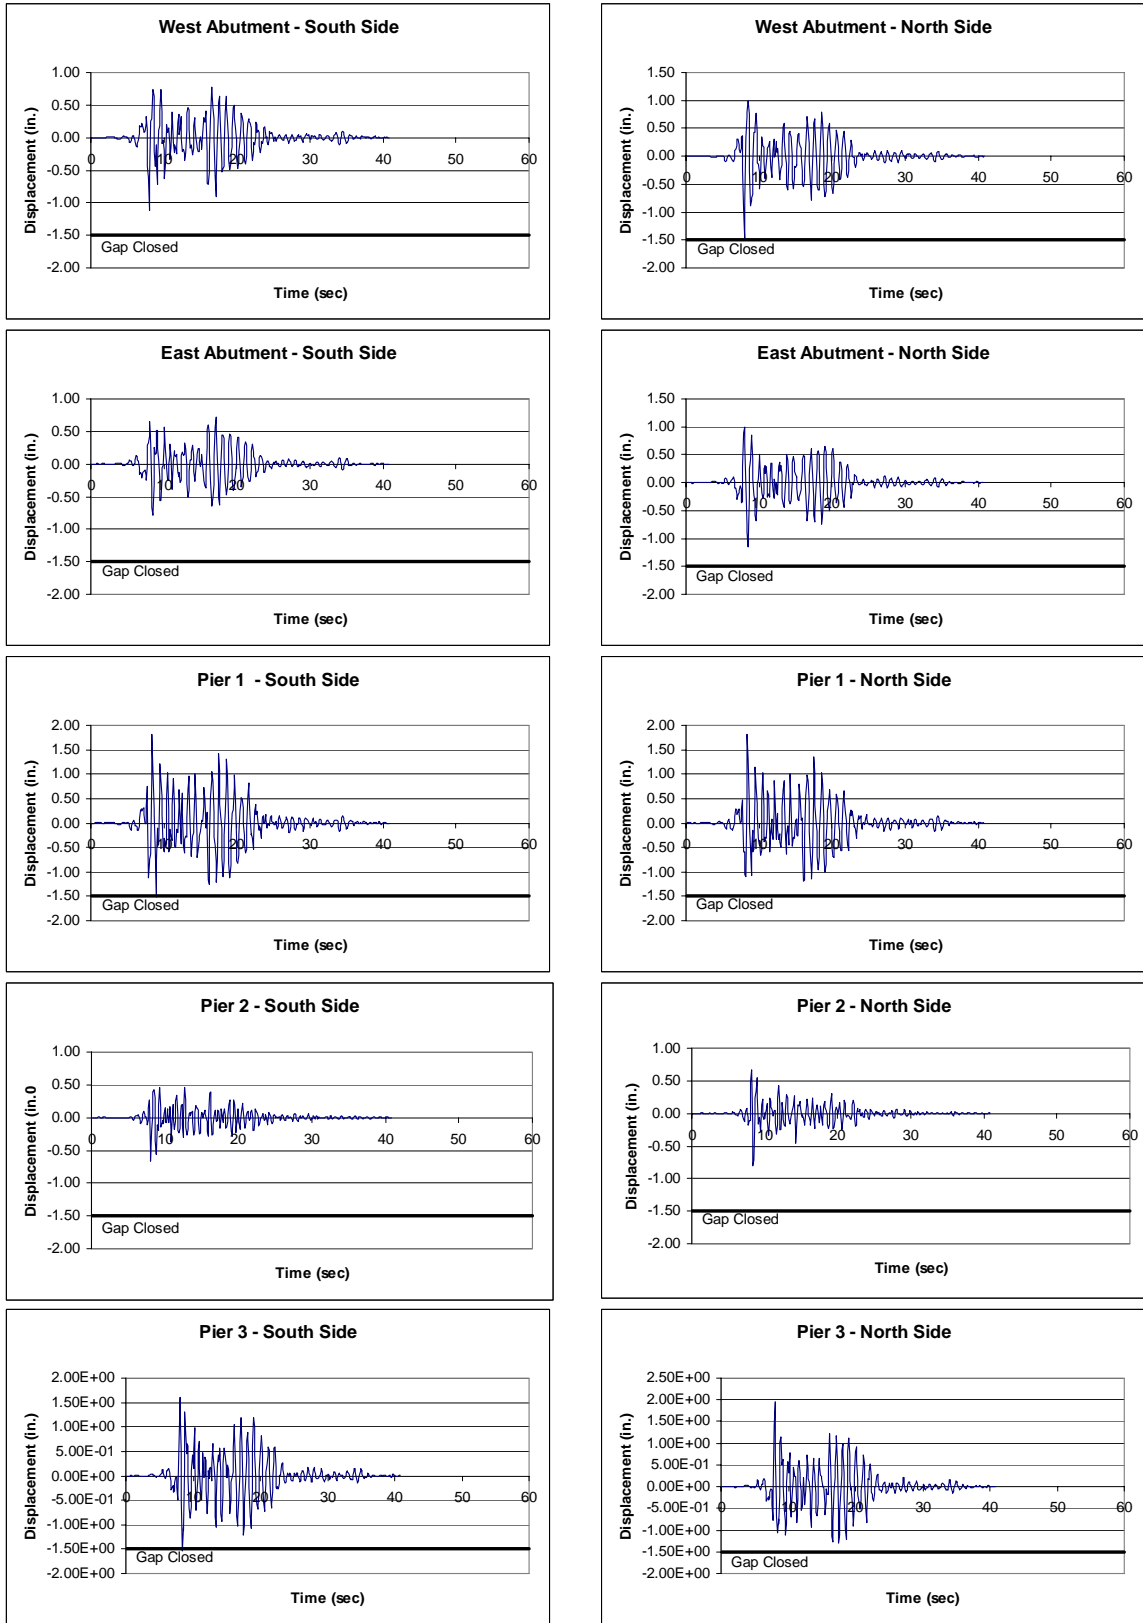 West Abutment - South Side
1.00
0.50
0.00
-0.50
-1.00
-1.50
-2.00
0 10 20 30 40 50 60
Gap Closed
Displacement (in.)
Time (sec)
West Abutment - North Side
1.50
1.00
0.50
0.00
-0.50
-1.00
-1.50
-2.00
0 10 20 30 40 50 60
Gap Closed
Displacement (in.)
Time (sec)
East Abutment - South Side
1.00
0.50
0.00
-0.50
-1.00
-1.50
-2.00
0 10 20 30 40 50 60
Gap Closed
Displacement (in.)
Time (sec)
East Abutment - North Side
1.50
1.00
0.50
0.00
-0.50
-1.00
-1.50
-2.00
0 10 20 30 40 50 60
Gap Closed
Displacement (in.)
Time (sec)
Pier 1 - South Side
2.00
1.50
1.00
0.50
0.00
-0.50
-1.00
-1.50
-2.00
0 10 20 30 40 50 60
Gap Closed
Displacement (in.)
Time (sec)
Pier 1 - North Side
2.00
1.50
1.00
0.50
0.00
-0.50
-1.00
-1.50
-2.00
0 10 20 30 40 50 60
Gap Closed
Displacement (in.)
Time (sec)
Pier 2 - South Side
1.00
0.50
0.00
-0.50
-1.00
-1.50
-2.00
0 10 20 30 40 50 60
Gap Closed
Displacement (in.0
Time (sec)
Pier 2 - North Side
1.00
0.50
0.00
-0.50
-1.00
-1.50
-2.00
0 10 20 30 40 50 60
Gap Closed
Displacement (in.)
Time (sec)
Pier 3 - South Side
2.00E+00
1.50E+00
1.00E+00
5.00E-01
0.00E+00
-5.00E-01
-1.00E+00
-1.50E+00
-2.00E+00
0 10 20 30 40 50 60
Gap Closed
Displacement (in.)
Time (sec)
Pier 3 - North Side
2.50E+00
2.00E+00
1.50E+00
1.00E+00
5.00E-01
0.00E+00
-5.00E-01
-1.00E+00
-1.50E+00
-2.00E+00
0 10 20 30 40 50 60
Gap Closed
Displacement (in.)
Time (sec)